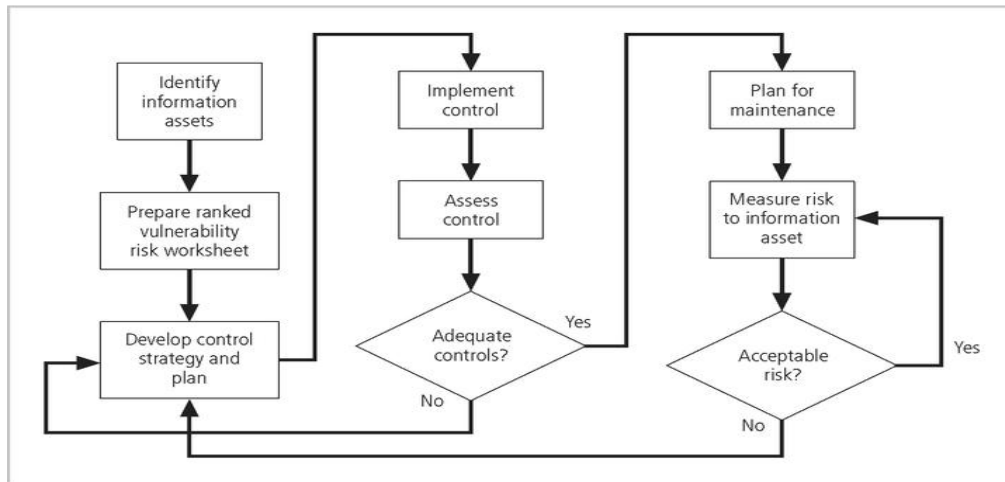 Identify
information
assets
Prepare ranked
vulnerability
risk worksheet
Develop control
strategy and
plan
Implement
control
Assess
control
Adequate
controls?
Yes
No
Plan for
maintenance
Measure risk
to information
asset
Acceptable
risk?
Yes
No